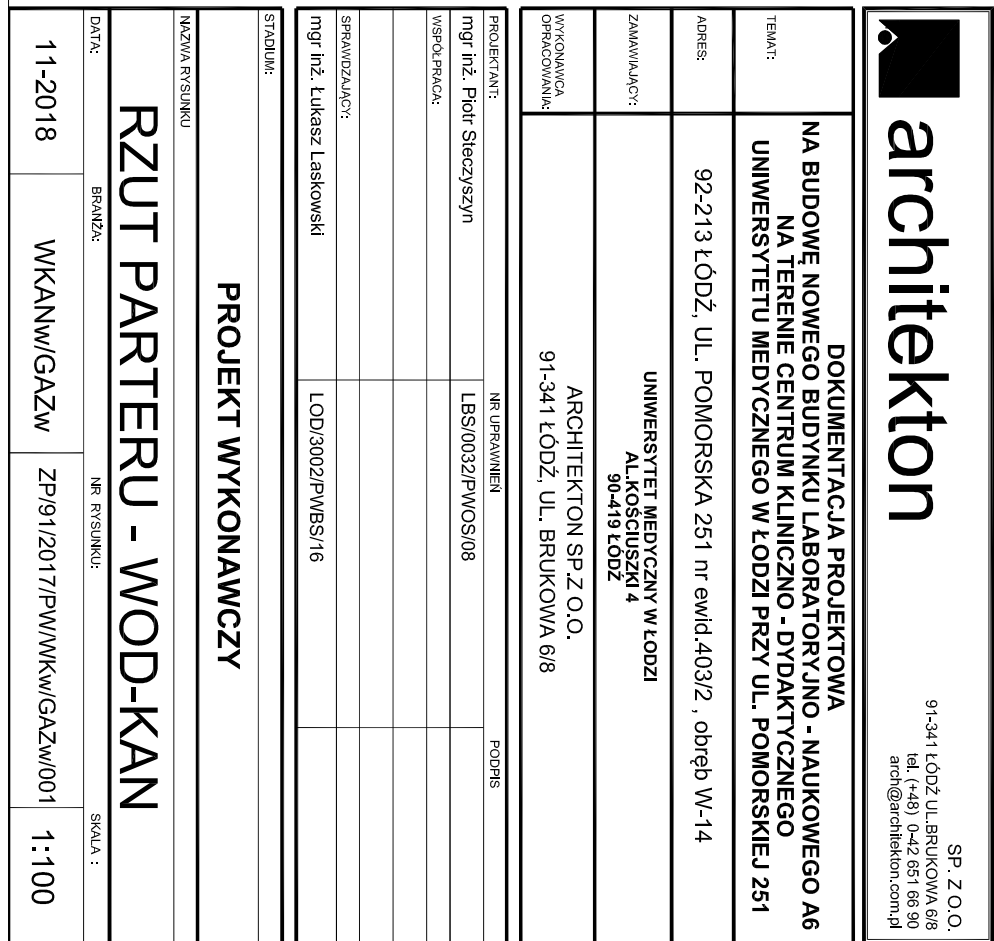 architekton
SP. Z O.O.
91-341 ŁÓDŹ UL.BRUKOWA 6/8
tel. (+48) 0-42 651 66 90
arch@architekton.com.pl
TEMAT:
DOKUMENTACJA PROJEKTOWA
NA BUDOWĘ NOWEGO BUDYNKU LABORATORYJNO - NAUKOWEGO A6
NA TERENIE CENTRUM KLINICZNO - DYDAKTYCZNEGO
UNIWERSYTETU MEDYCZNEGO W ŁODZI PRZY UL. POMORSKIEJ 251
ADRES:
92-213 ŁÓDŹ, UL. POMORSKA 251 nr ewid.403/2 , obręb W-14
ZAMAWIAJĄCY:
UNIWERSYTET MEDYCZNY W ŁODZI
AL.KOŚCIUSZKI 4
90-419 ŁÓDŹ
WYKONAWCA
OPRACOWANIA:
ARCHITEKTON SP.Z O.O.
91-341 ŁÓDŹ, UL. BRUKOWA 6/8
PROJEKTANT:
NR UPRAWNIEŃ
PODPIS
mgr inż. Piotr Steczyszyn
LBS/0032/PWOS/08
WSPÓŁPRACA:
SPRAWDZAJĄCY:
mgr inż. Łukasz Laskowski
LOD/3002/PWBS/16
STADIUM:
PROJEKT WYKONAWCZY
NAZWA RYSUNKU
RZUT PARTERU - WOD-KAN
DATA:
BRANŻA:
NR RYSUNKU:
SKALA :
11-2018
WKANw/GAZw
ZP/91/2017/PW/WKw/GAZw/001
1:100